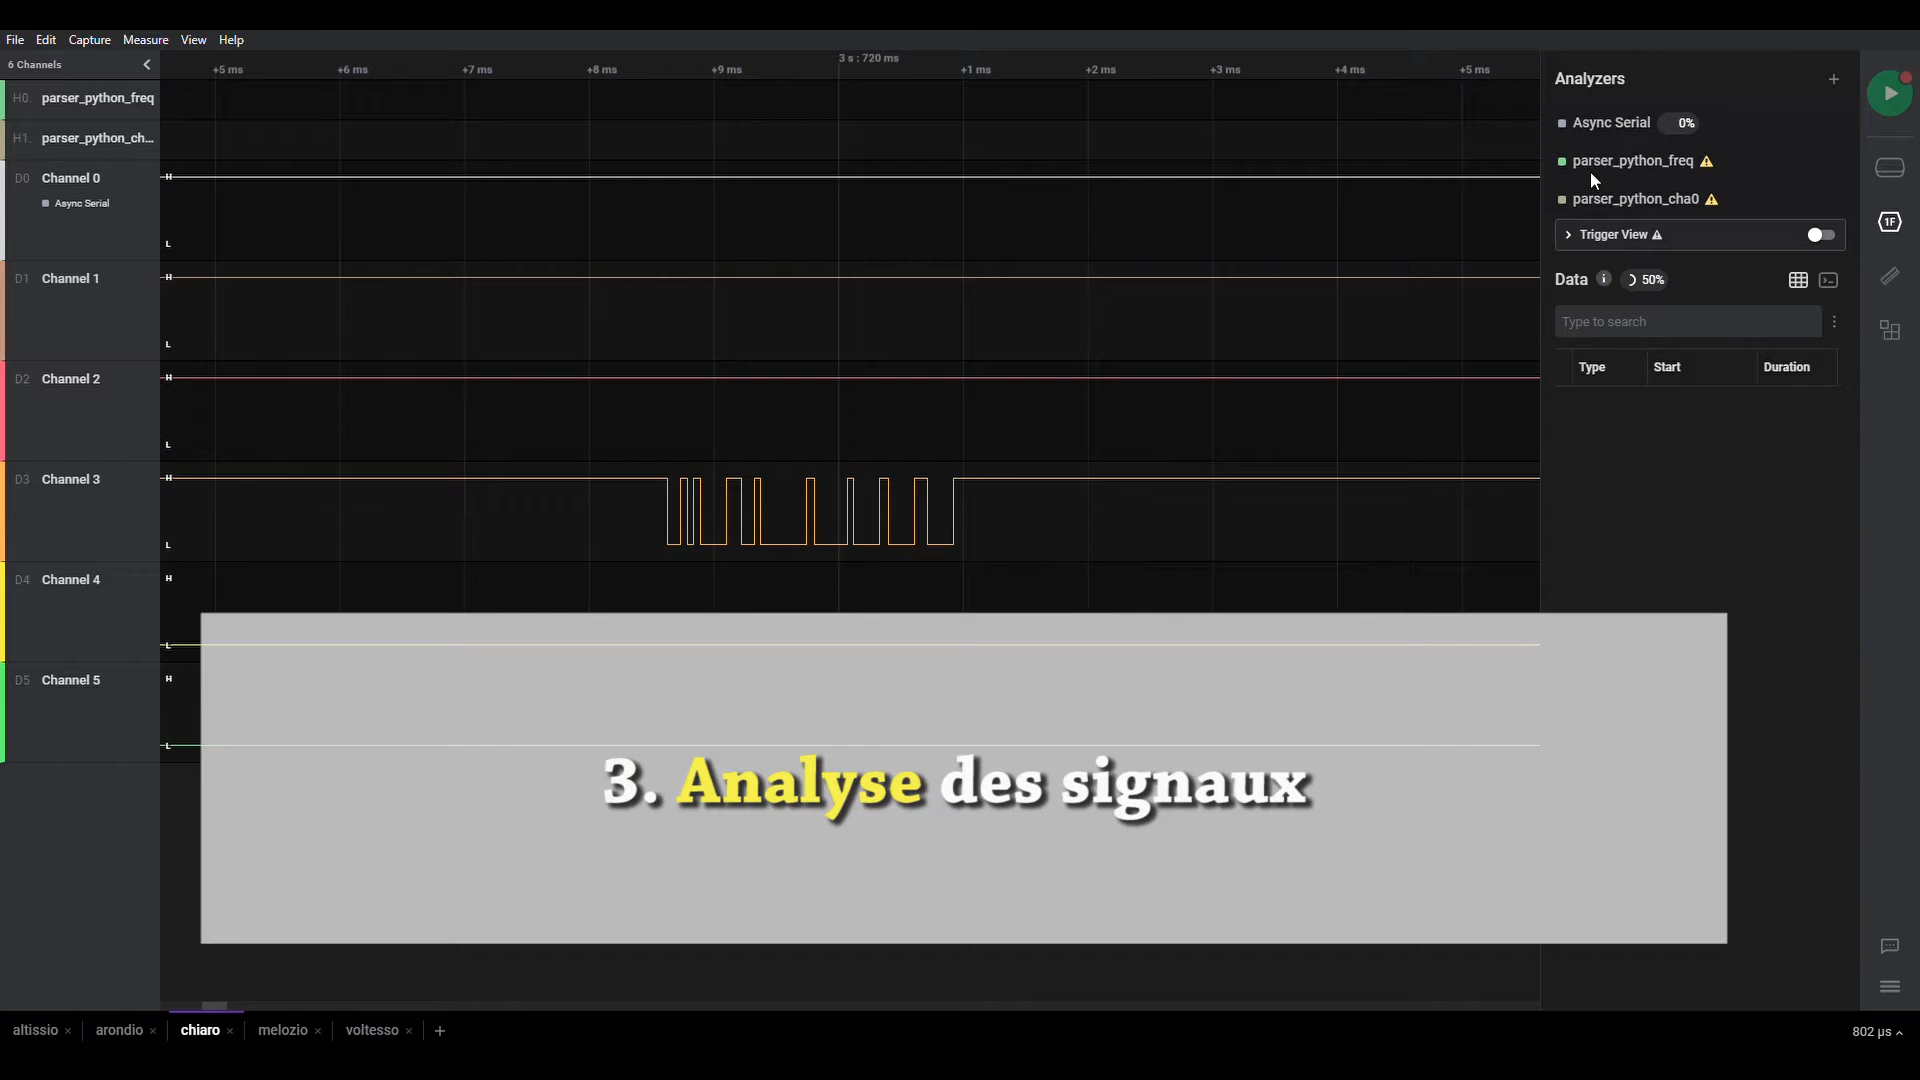 File Edit Capture Measure View Help
6 Channels
3 s : 720 ms
+5 ms +6 ms +7 ms +8 ms +9 ms +1 ms +2 ms +3 ms +4 ms +5 ms
H0. parser_python_freq
H1. parser_python_ch...
D0 Channel 0
Async Serial
H
L
D1 Channel 1
H
L
D2 Channel 2
H
L
D3 Channel 3
H
L
D4 Channel 4
H
L
D5 Channel 5
H
L
Analyzers
Async Serial 0%
parser_python_freq
parser_python_cha0
Trigger View
Data 50%
Type to search
Type Start Duration
1F
3. Analyse des signaux
altissio × arondio × chiaro × melozio × voltesso × +
802 µs